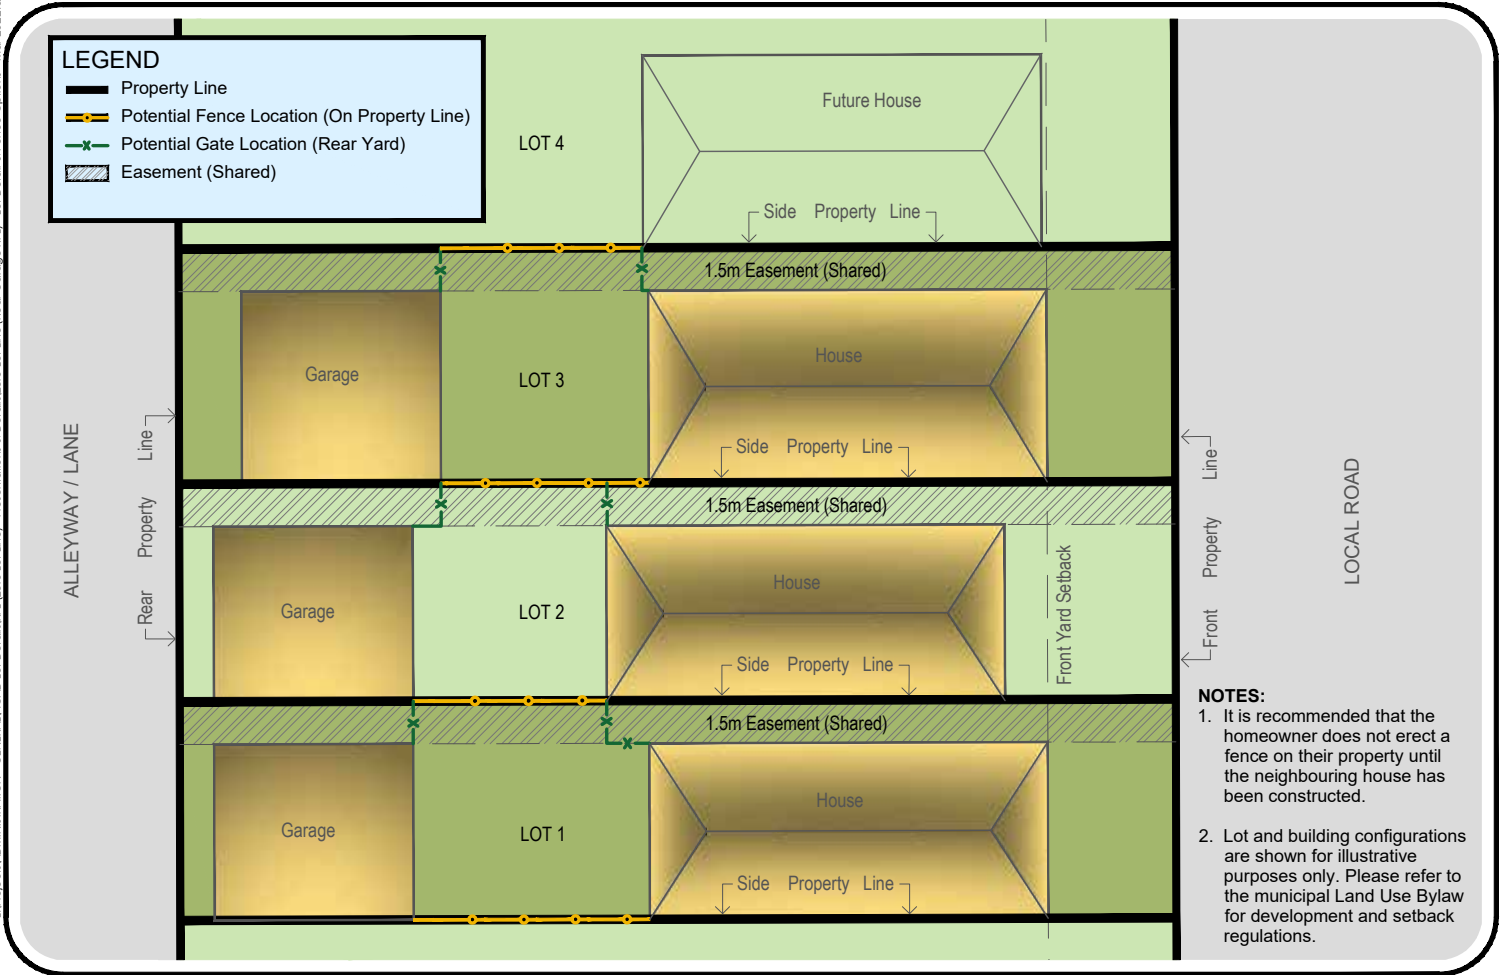 LEGEND
Property Line
Potential Fence Location (On Property Line)
Potential Gate Location (Rear Yard)
Easement (Shared)
Future House
LOT 4
Side Property Line
1.5m Easement (Shared)
Garage
LOT 3
House
Side Property Line
1.5m Easement (Shared)
Garage
LOT 2
House
Side Property Line
Front Yard Setback
1.5m Easement (Shared)
Garage
LOT 1
House
Side Property Line
ALLEYWAY / LANE
Rear Property Line
Front Property Line
LOCAL ROAD
NOTES:
1. It is recommended that the
homeowner does not erect a
fence on their property until
the neighbouring house has
been constructed.
2. Lot and building configurations
are shown for illustrative
purposes only. Please refer to
the municipal Land Use Bylaw
for development and setback
regulations.